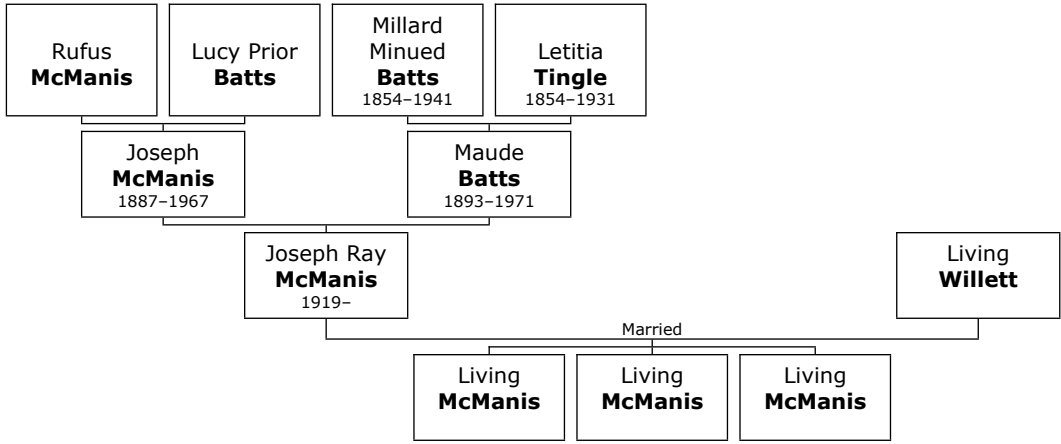 Rufus
McManis
Lucy Prior
Batts
Millard
Minued
Batts
1854–1941
Letitia
Tingle
1854–1931
Joseph
McManis
1887–1967
Maude
Batts
1893–1971
Joseph Ray
McManis
1919–
Living
Willett
Married
Living
McManis
Living
McManis
Living
McManis